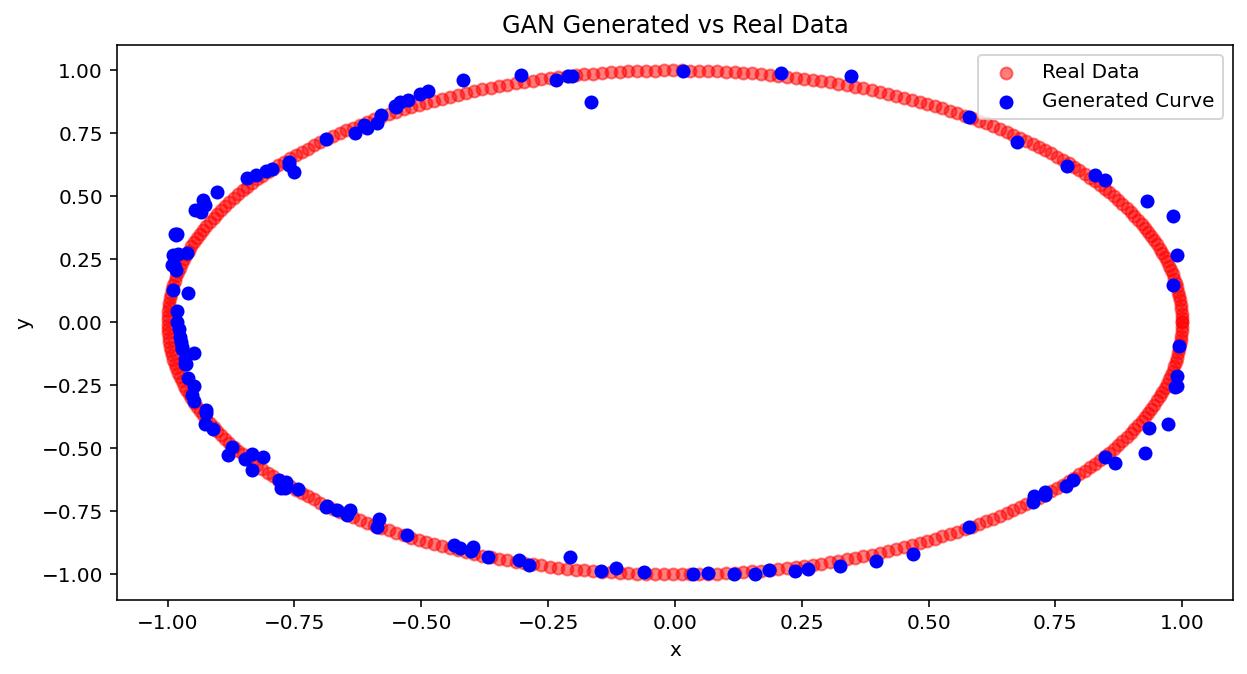 GAN Generated vs Real Data
Real Data
Generated Curve
1.00
0.75
0.50
0.25
0.00
−0.25
−0.50
−0.75
−1.00
y
−1.00 −0.75 −0.50 −0.25 0.00 0.25 0.50 0.75 1.00
x